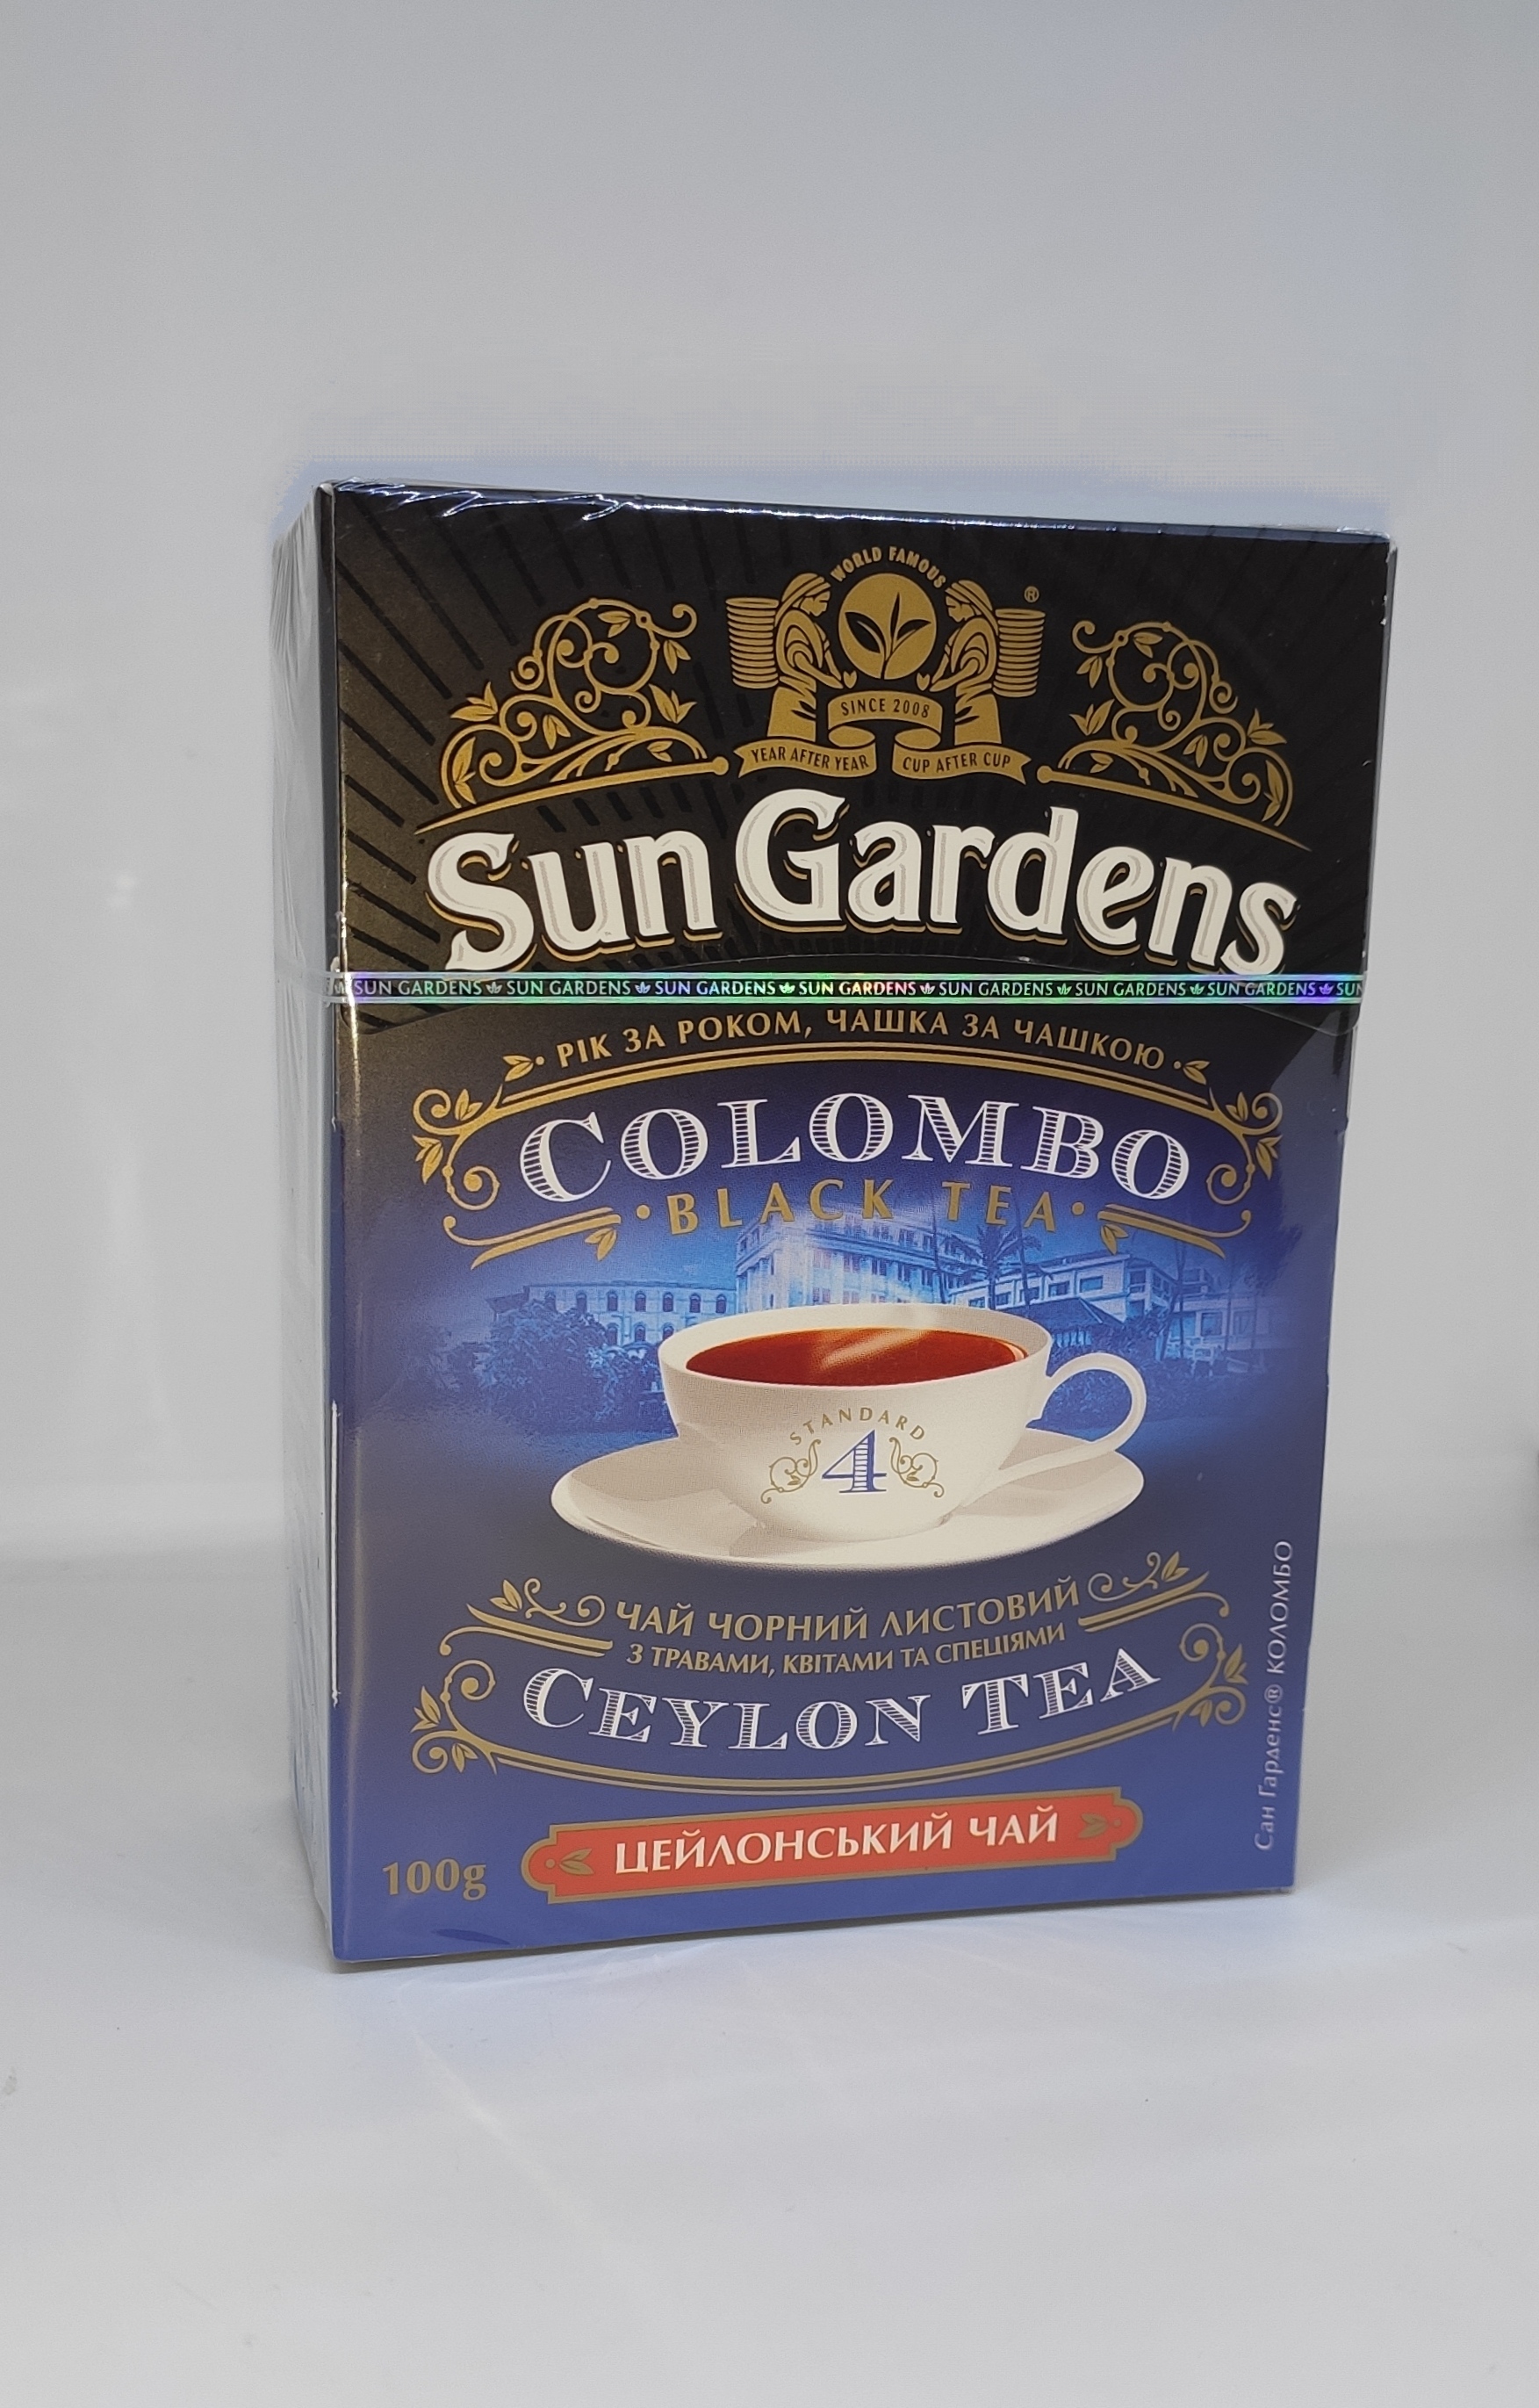 WORLD FAMOUS
®
SINCE 2008
YEAR AFTER YEAR CUP AFTER CUP
Sun Gardens
SUN GARDENS SUN GARDENS SUN GARDENS SUN GARDENS SUN GARDENS SUN GARDENS SUN GARDENS SUN
РІК ЗА РОКОМ, ЧАШКА ЗА ЧАШКОЮ
COLOMBO
•BLACK TEA•
STANDARD
4
ЧАЙ ЧОРНИЙ ЛИСТОВИЙ
З ТРАВАМИ, КВІТАМИ ТА СПЕЦІЯМИ
CEYLON TEA
ЦЕЙЛОНСЬКИЙ ЧАЙ
100g
Сан Гарденс® КОЛОМБО